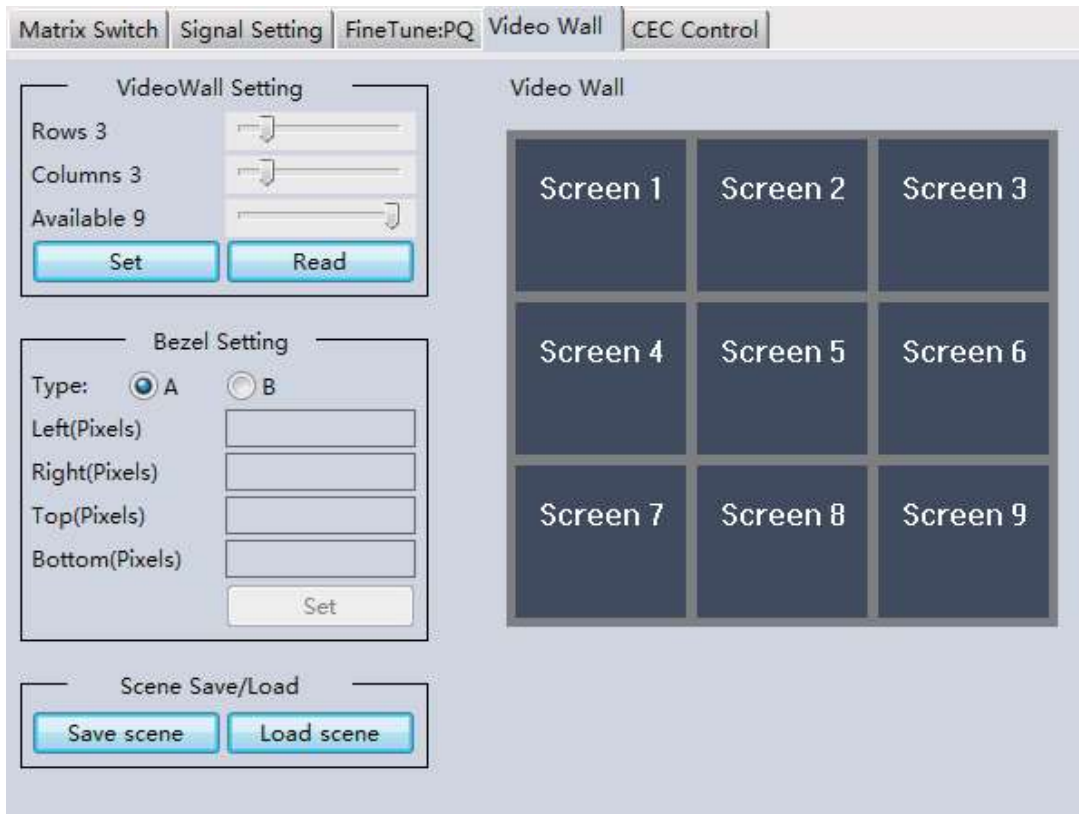 Matrix Switch Signal Setting FineTune:PQ Video Wall CEC Control
VideoWall Setting
Rows 3
Columns 3
Available 9
Set Read
Bezel Setting
Type: A B
Left(Pixels)
Right(Pixels)
Top(Pixels)
Bottom(Pixels)
Set
Scene Save/Load
Save scene Load scene
Video Wall
Screen 1 Screen 2 Screen 3
Screen 4 Screen 5 Screen 6
Screen 7 Screen 8 Screen 9